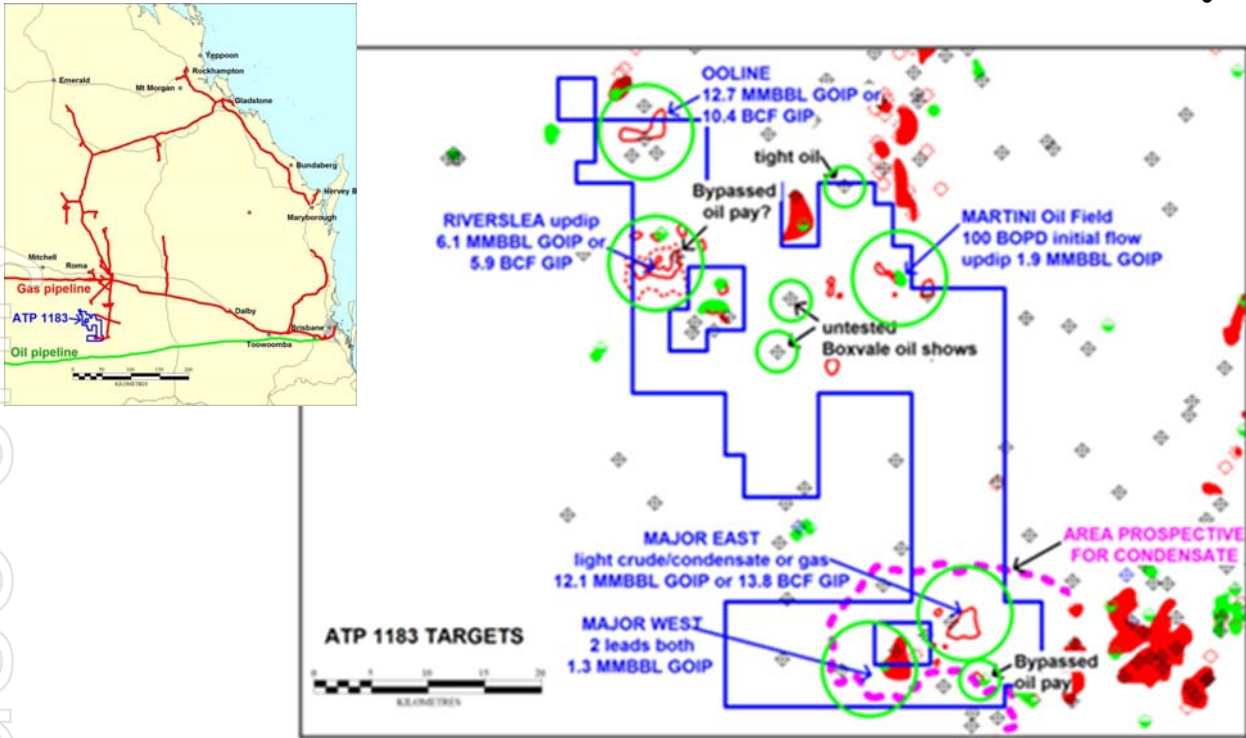 Yeppoon
Rockhampton
Emerald
Mt Morgan
Gladstone
Bundaberg
Hervey B
Maryborough
Mitchell
Roma
Gas pipeline
ATP 1183
Dalby
Brisbane
Toowoomba
Oil pipeline
KILOMETRES
OOLINE
12.7 MMBBL GOIP or
10.4 BCF GIP
tight oil
Bypassed
oil pay?
RIVERSLEA updip
6.1 MMBBL GOIP or
5.9 BCF GIP
MARTINI Oil Field
100 BOPD initial flow
updip 1.9 MMBBL GOIP
untested
Boxvale oil shows
MAJOR EAST
light crude/condensate or gas
12.1 MMBBL GOIP or 13.8 BCF GIP
AREA PROSPECTIVE
FOR CONDENSATE
MAJOR WEST
2 leads both
1.3 MMBBL GOIP
Bypassed
oil pay
ATP 1183 TARGETS
0 5 10 15 20
KILOMETRES